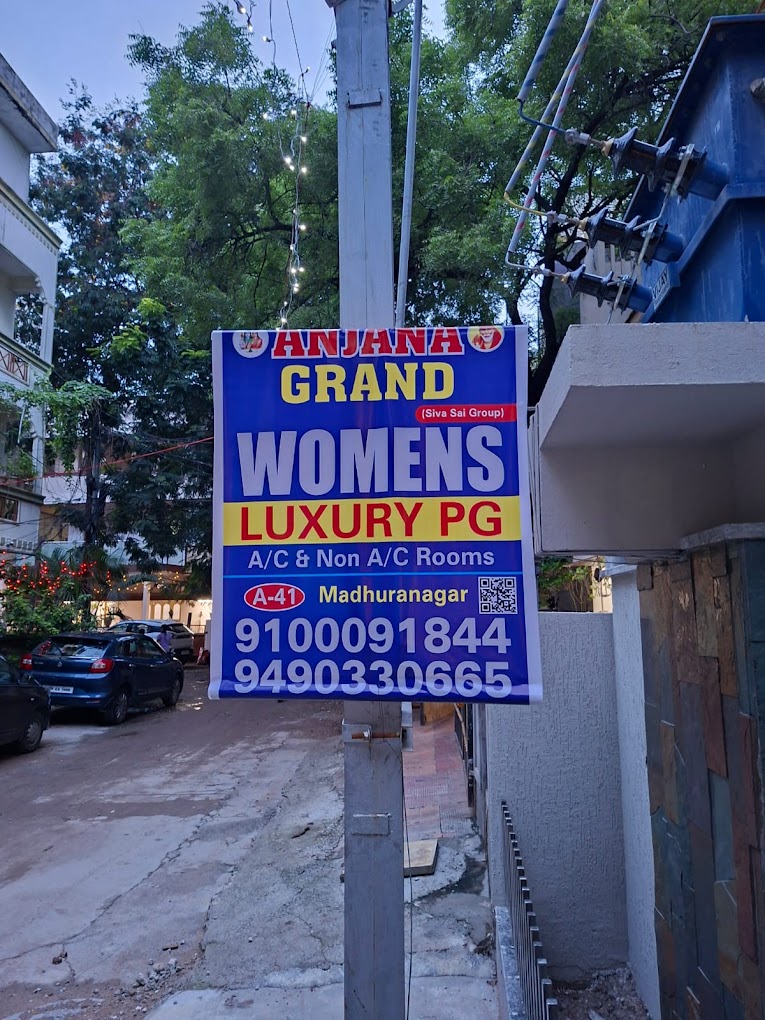 ANJANA
GRAND
(Siva Sai Group)
WOMENS
LUXURY PG
A/C & Non A/C Rooms
A-41 Madhuranagar
9100091844
9490330665